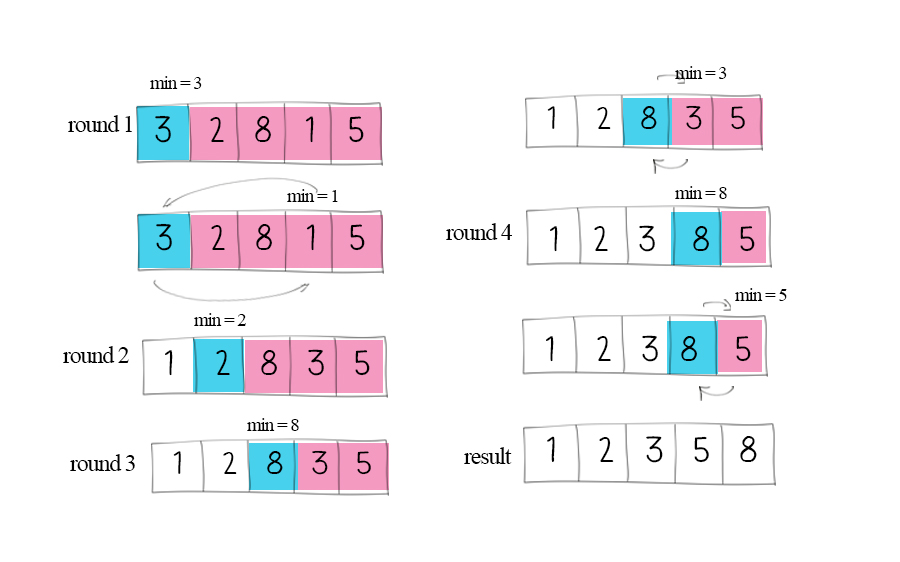 min = 3
round 1 3 2 8 1 5
min = 1
3 2 8 1 5
min = 2
round 2 1 2 8 3 5
min = 8
round 3 1 2 8 3 5
min = 3
1 2 8 3 5
min = 8
round 4 1 2 3 8 5
min = 5
1 2 3 8 5
result 1 2 3 5 8